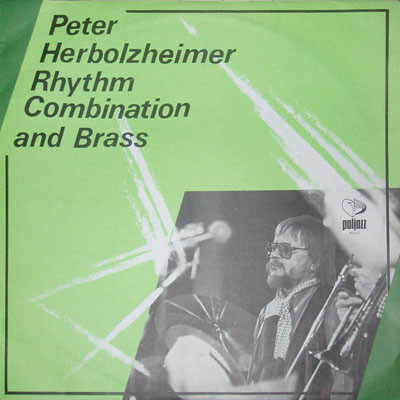 Peter
Herbolzheimer
Rhythm
Combination
and Brass
poljazz